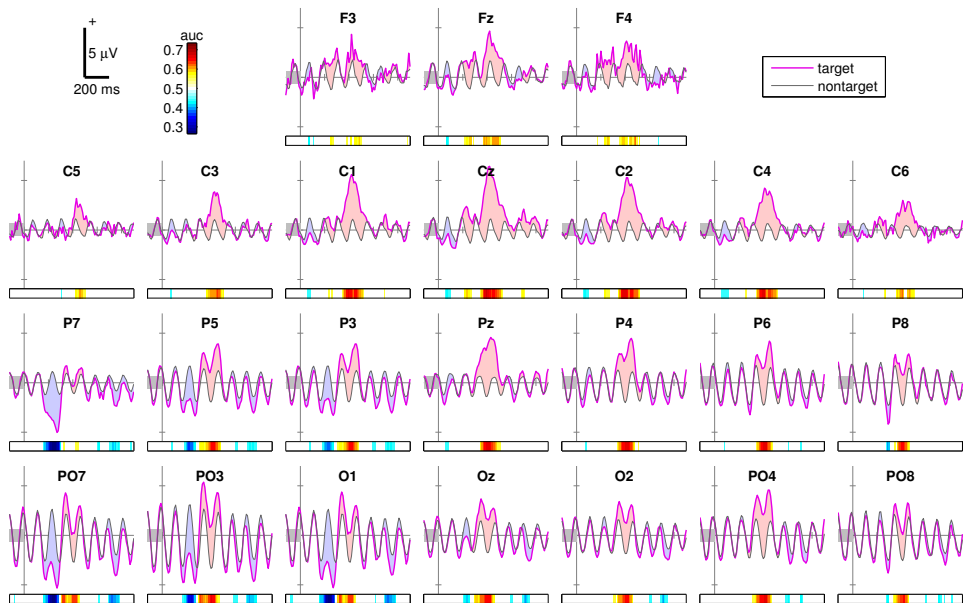 F3 Fz F4
+
5 μV
200 ms
auc
0.7
0.6
0.5
0.4
0.3
target
nontarget
C5 C3 C1 Cz C2 C4 C6
P7 P5 P3 Pz P4 P6 P8
PO7 PO3 O1 Oz O2 PO4 PO8